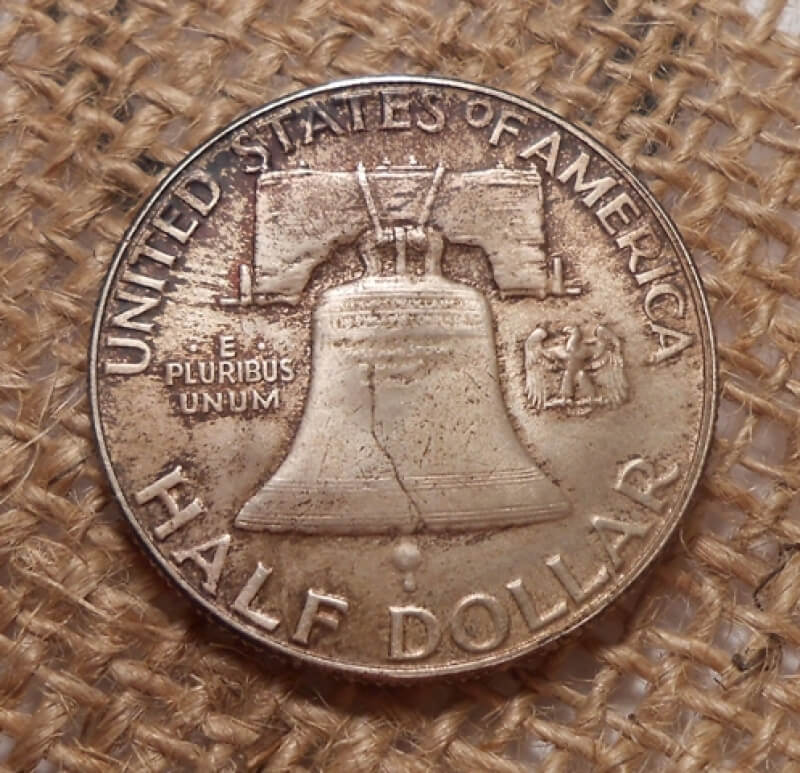 UNITED STATES OF AMERICA
· E ·
PLURIBUS
UNUM
HALF DOLLAR